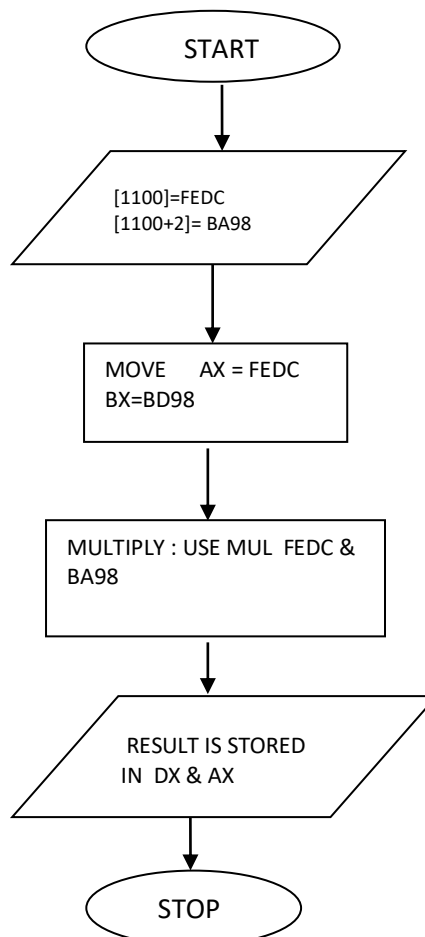 START
[1100]=FEDC
[1100+2]= BA98
MOVE AX = FEDC
BX=BD98
MULTIPLY : USE MUL FEDC &
BA98
RESULT IS STORED
IN DX & AX
STOP